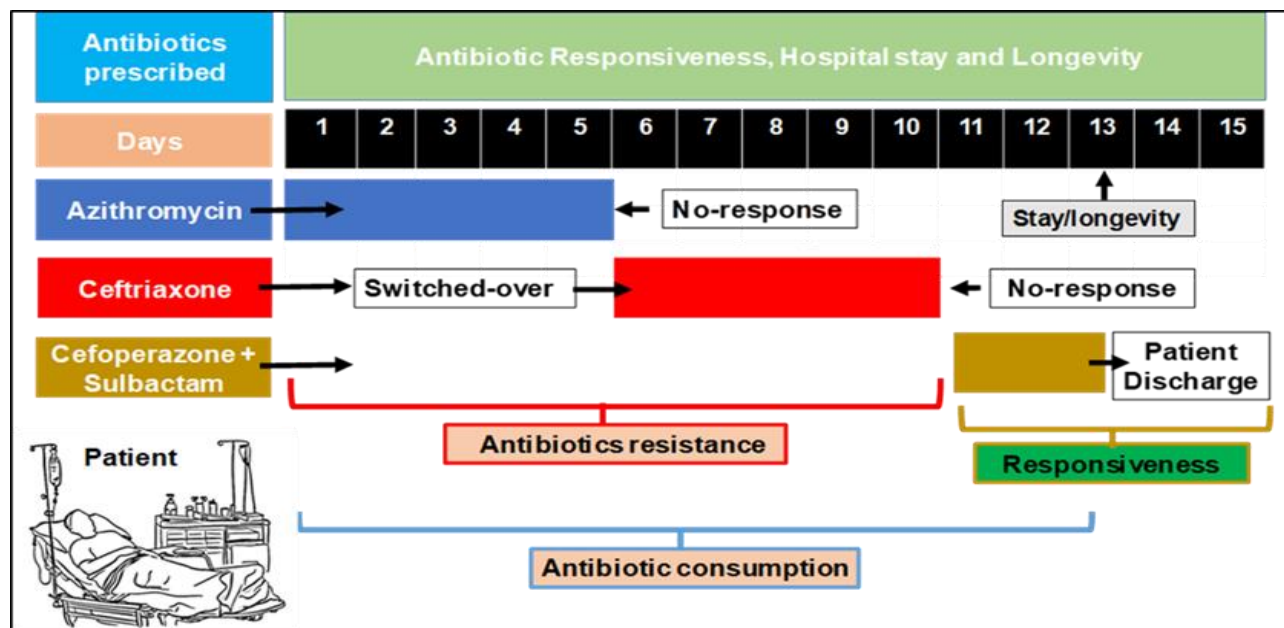 Antibiotics
prescribed
Antibiotic Responsiveness, Hospital stay and Longevity
Days
1 2 3 4 5 6 7 8 9 10 11 12 13 14 15
Azithromycin
No-response
Stay/longevity
Ceftriaxone
Switched-over
No-response
Cefoperazone +
Sulbactam
Patient
Discharge
Antibiotics resistance
Responsiveness
Patient
Antibiotic consumption